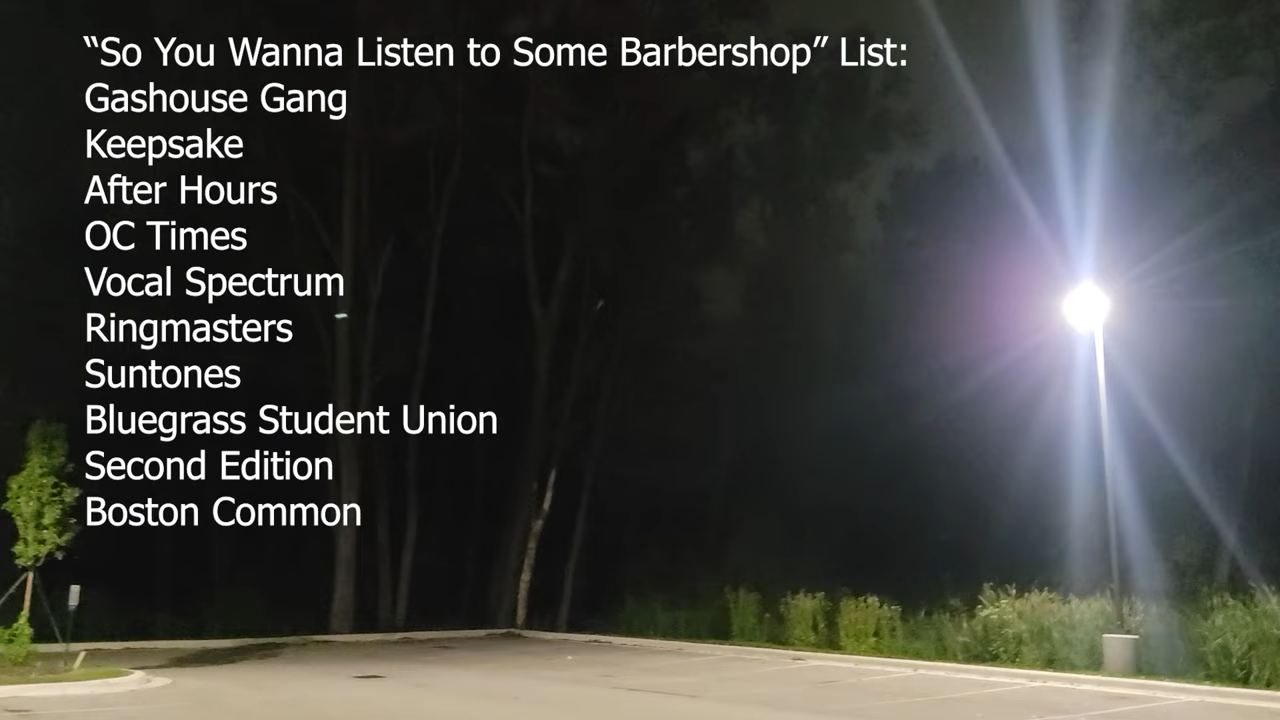 “So You Wanna Listen to Some Barbershop” List:
Gashouse Gang
Keepsake
After Hours
OC Times
Vocal Spectrum
Ringmasters
Suntones
Bluegrass Student Union
Second Edition
Boston Common